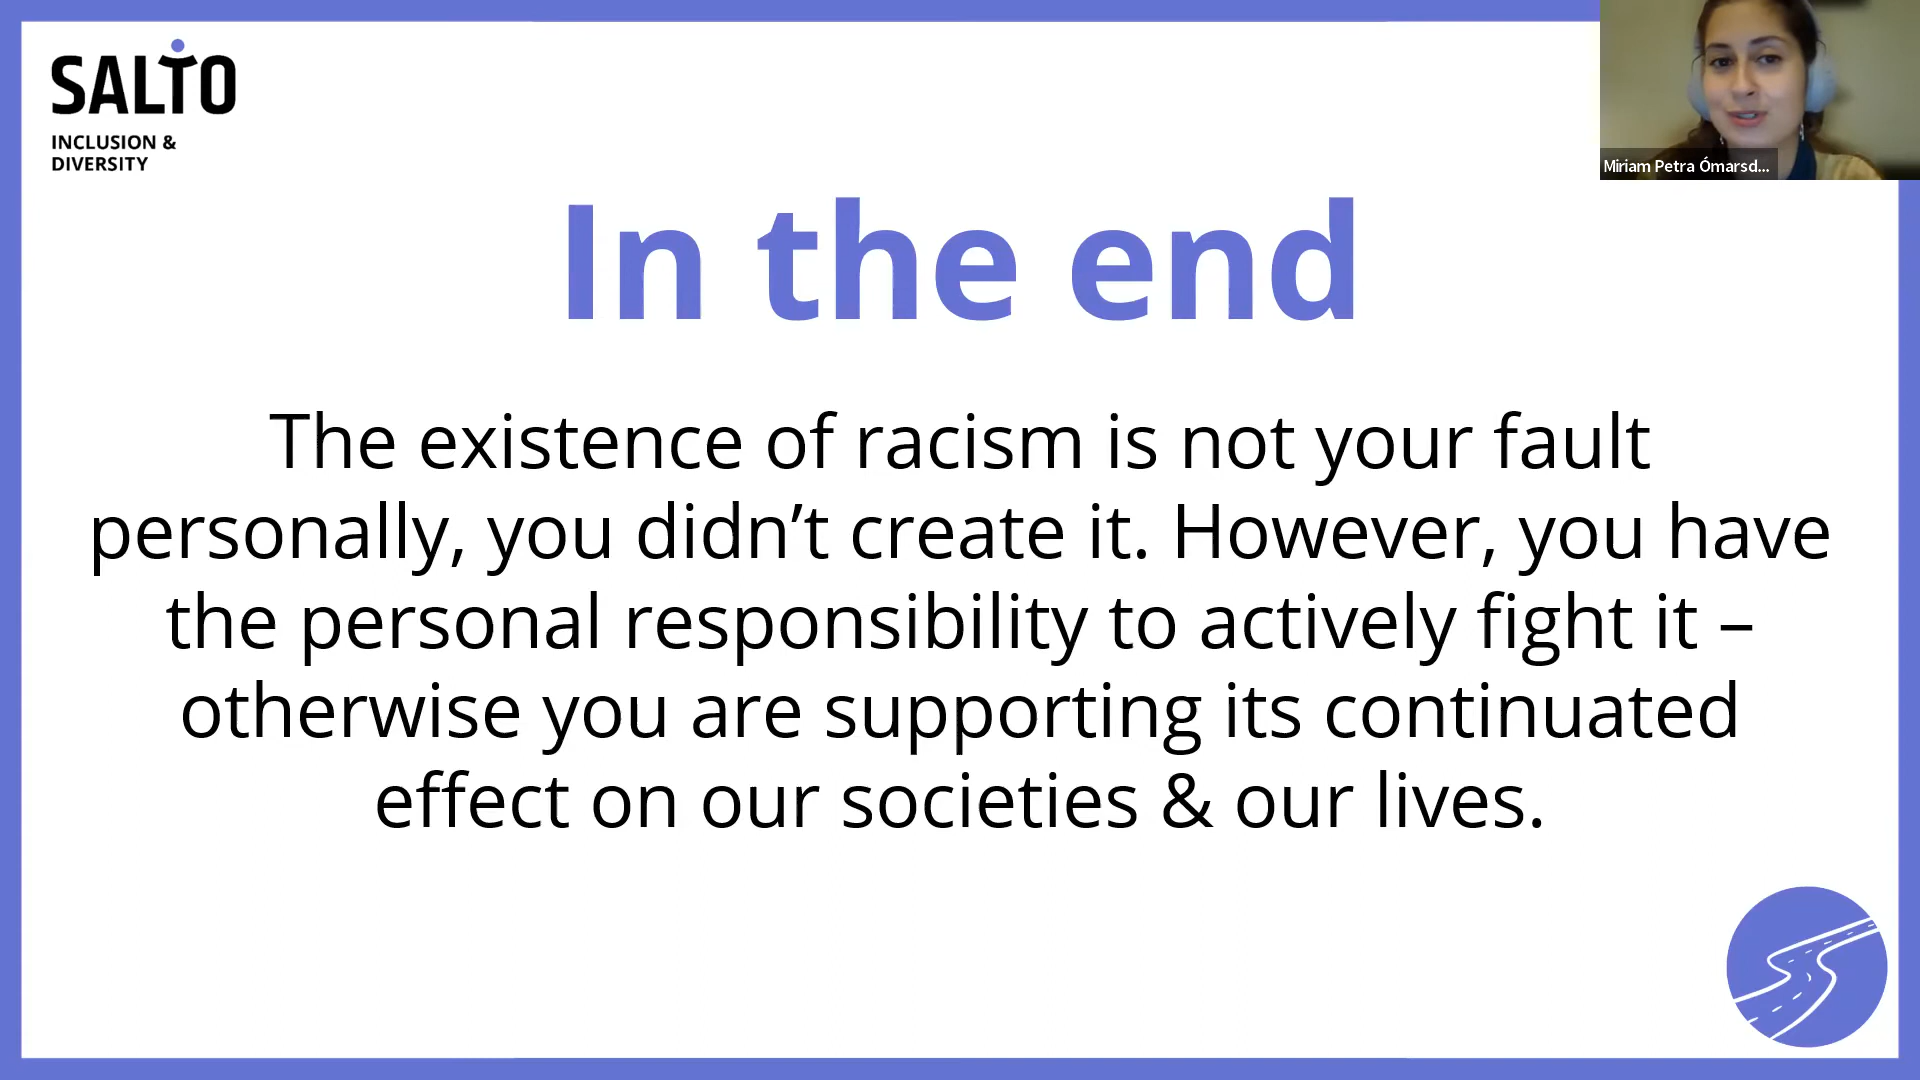 SALTO
INCLUSION &
DIVERSITY
Miriam Petra Ómarsd...
In the end
The existence of racism is not your fault
personally, you didn’t create it. However, you have
the personal responsibility to actively fight it –
otherwise you are supporting its continuated
effect on our societies & our lives.